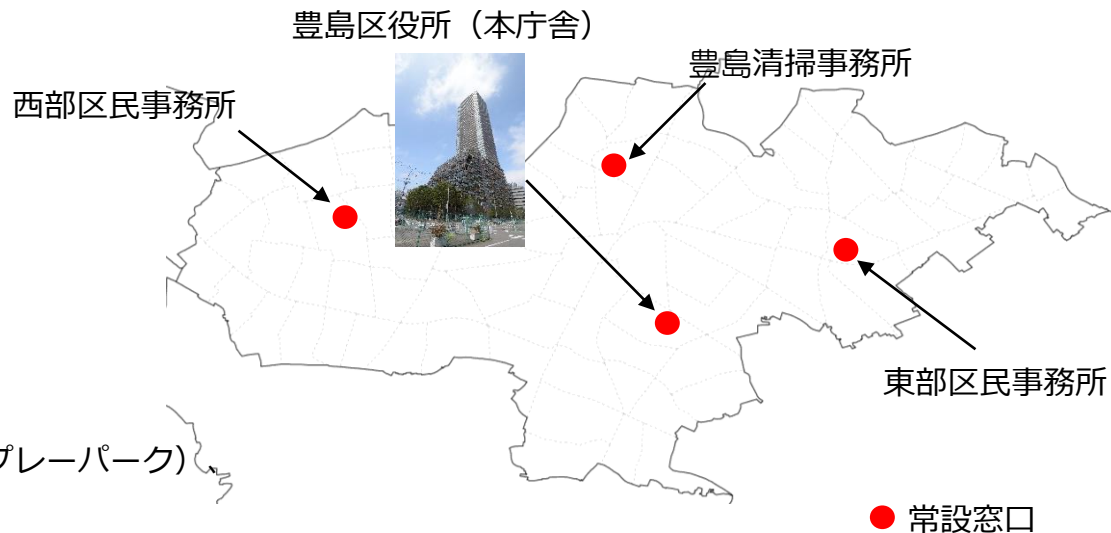 豊島区役所（本庁舎）
豊島清掃事務所
西部区民事務所
東部区民事務所
プレーパーク）
常設窓口